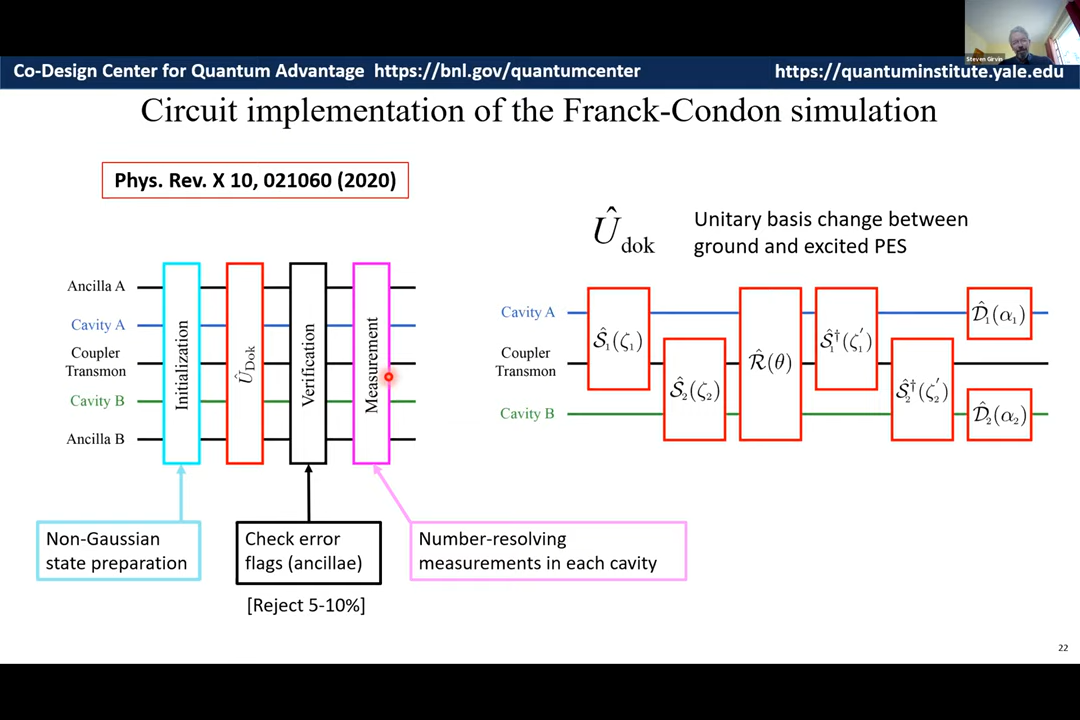 Steven Girvin
Co-Design Center for Quantum Advantage https://bnl.gov/quantumcenter
https://quantuminstitute.yale.edu
Circuit implementation of the Franck-Condon simulation
Phys. Rev. X 10, 021060 (2020)
Û_dok
Unitary basis change between
ground and excited PES
Ancilla A
Cavity A
Coupler
Transmon
Cavity B
Ancilla B
Initialization
Û_Dok
Verification
Measurement
Cavity A
Coupler
Transmon
Cavity B
Ŝ₁(ζ₁)
Ŝ₂(ζ₂)
R̂(θ)
Ŝ₁†(ζ₁′)
Ŝ₂†(ζ₂′)
D̂₁(α₁)
D̂₂(α₂)
Non-Gaussian
state preparation
Check error
flags (ancillae)
[Reject 5-10%]
Number-resolving
measurements in each cavity
22